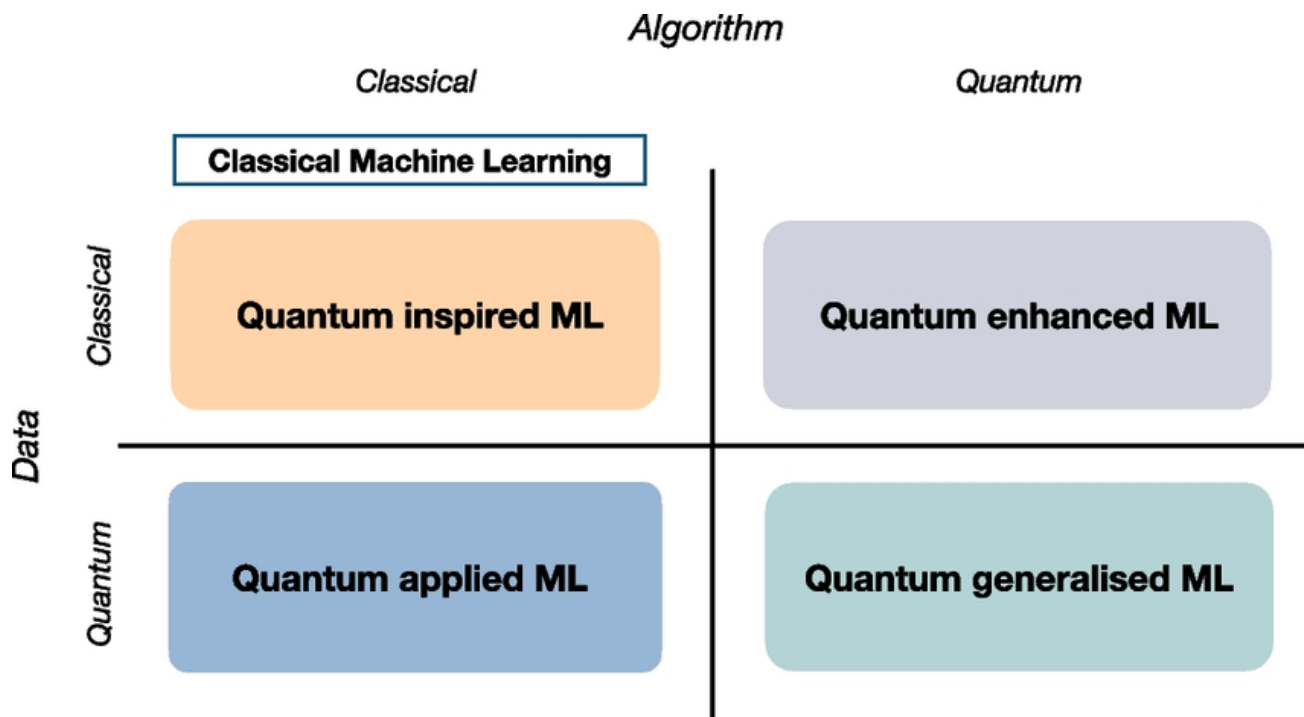 Algorithm
Classical Quantum
Classical Machine Learning
Classical
Quantum inspired ML
Quantum enhanced ML
Data
Quantum
Quantum applied ML
Quantum generalised ML